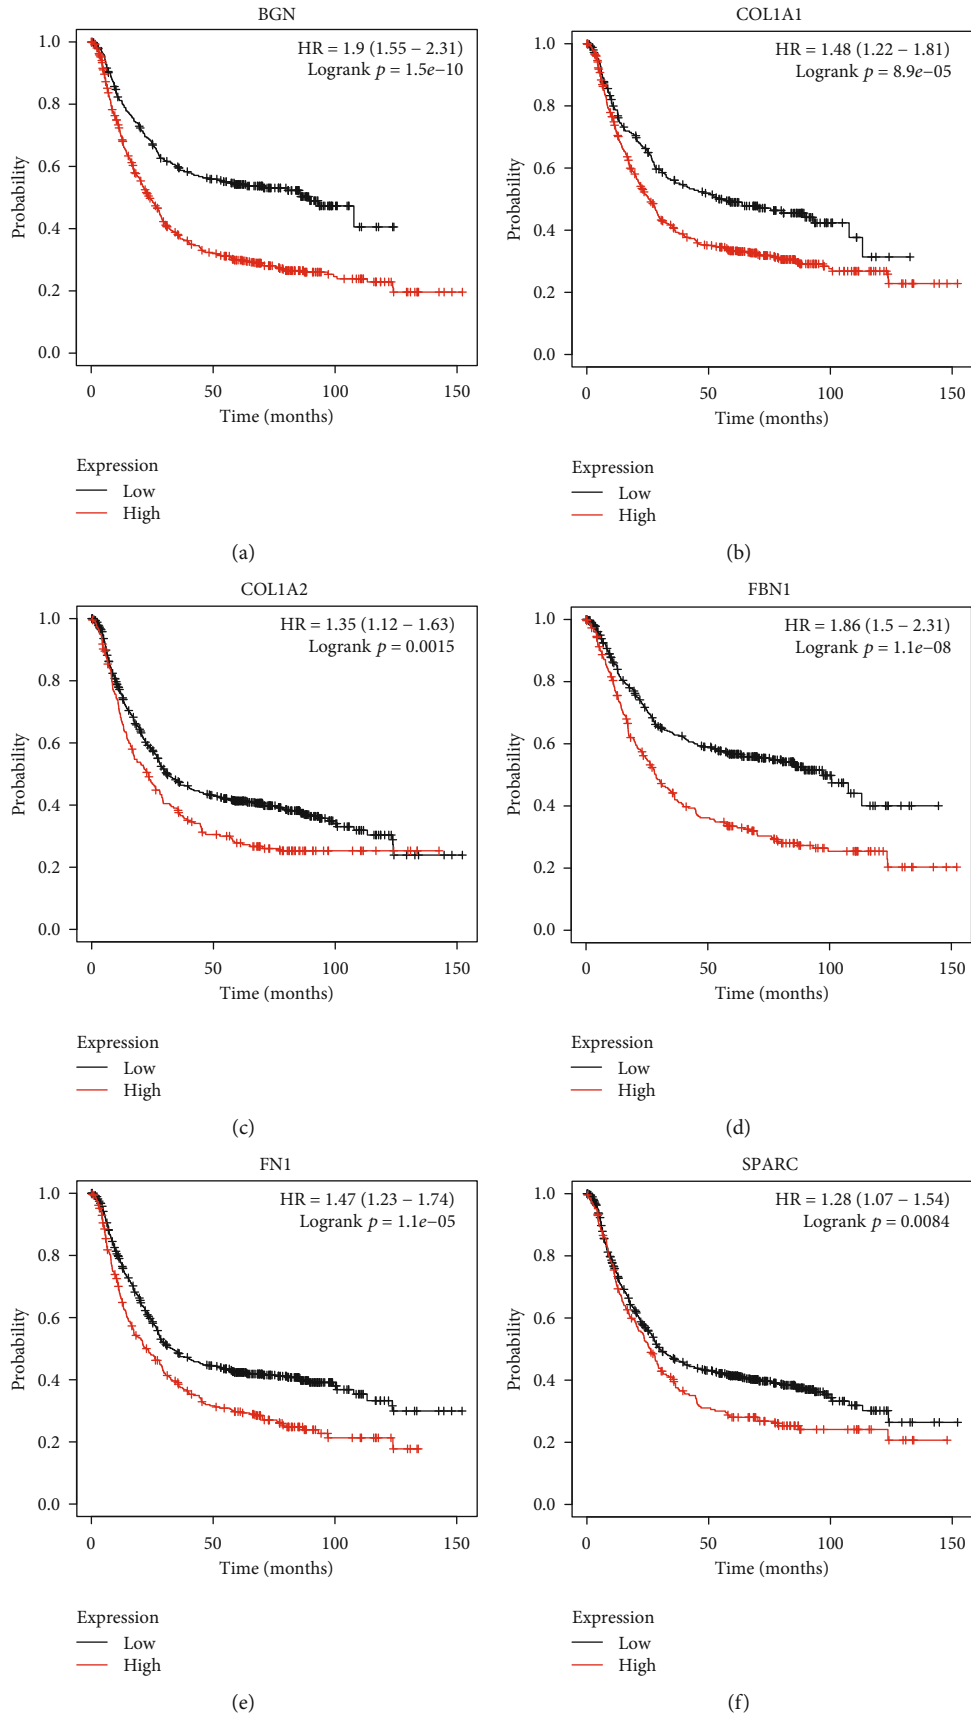 BGN
HR = 1.9 (1.55 – 2.31)
Logrank p = 1.5e−10
1.0
0.8
0.6
0.4
0.2
0.0
Probability
0 50 100 150
Time (months)
Expression
Low
High
(a)
COL1A1
HR = 1.48 (1.22 – 1.81)
Logrank p = 8.9e−05
1.0
0.8
0.6
0.4
0.2
0.0
Probability
0 50 100 150
Time (months)
Expression
Low
High
(b)
COL1A2
HR = 1.35 (1.12 – 1.63)
Logrank p = 0.0015
1.0
0.8
0.6
0.4
0.2
0.0
Probability
0 50 100 150
Time (months)
Expression
Low
High
(c)
FBN1
HR = 1.86 (1.5 – 2.31)
Logrank p = 1.1e−08
1.0
0.8
0.6
0.4
0.2
0.0
Probability
0 50 100 150
Time (months)
Expression
Low
High
(d)
FN1
HR = 1.47 (1.23 – 1.74)
Logrank p = 1.1e−05
1.0
0.8
0.6
0.4
0.2
0.0
Probability
0 50 100 150
Time (months)
Expression
Low
High
(e)
SPARC
HR = 1.28 (1.07 – 1.54)
Logrank p = 0.0084
1.0
0.8
0.6
0.4
0.2
0.0
Probability
0 50 100 150
Time (months)
Expression
Low
High
(f)